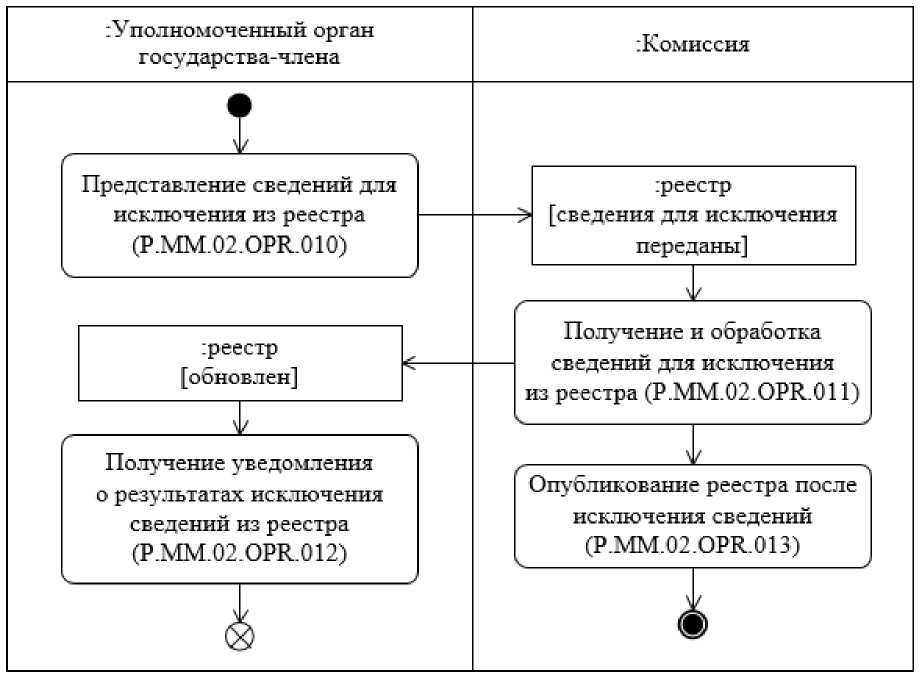 :Уполномоченный орган
государства-члена
:Комиссия
Представление сведений для
исключения из реестра
(P.MM.02.OPR.010)
:реестр
[сведения для исключения
переданы]
Получение и обработка
сведений для исключения
из реестра (P.MM.02.OPR.011)
:реестр
[обновлен]
Получение уведомления
о результатах исключения
сведений из реестра
(P.MM.02.OPR.012)
Опубликование реестра после
исключения сведений
(P.MM.02.OPR.013)